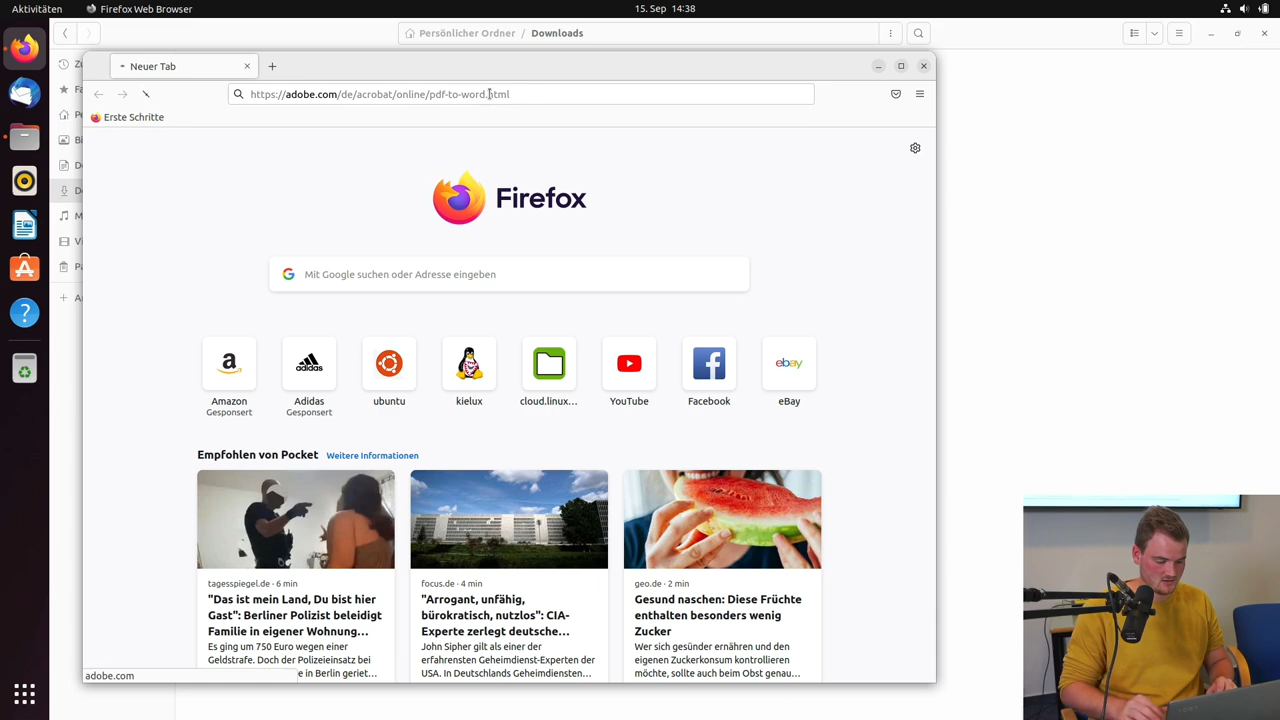 Aktivitäten
Firefox Web Browser
15. Sep 14:38
Persönlicher Ordner / Downloads
Neuer Tab
https://adobe.com/de/acrobat/online/pdf-to-word.html
Erste Schritte
Firefox
Mit Google suchen oder Adresse eingeben
Amazon
Gesponsert
Adidas
Gesponsert
ubuntu
kielux
cloud.linux...
YouTube
Facebook
eBay
ebay
Empfohlen von Pocket
Weitere Informationen
tagesspiegel.de · 6 min
"Das ist mein Land, Du bist hier
Gast": Berliner Polizist beleidigt
Familie in eigener Wohnung...
Es ging um 750 Euro wegen einer
Geldstrafe. Doch der Polizeieinsatz bei
e in Berlin geriet...
focus.de · 4 min
"Arrogant, unfähig,
bürokratisch, nutzlos": CIA-
Experte zerlegt deutsche...
John Sipher gilt als einer der
erfahrensten Geheimdienst-Experten der
USA. In Deutschlands Geheimdiensten...
geo.de · 2 min
Gesund naschen: Diese Früchte
enthalten besonders wenig
Zucker
Wer sich gesünder ernähren und den
eigenen Zuckerkonsum kontrollieren
möchte, sollte auch beim Obst genau...
adobe.com